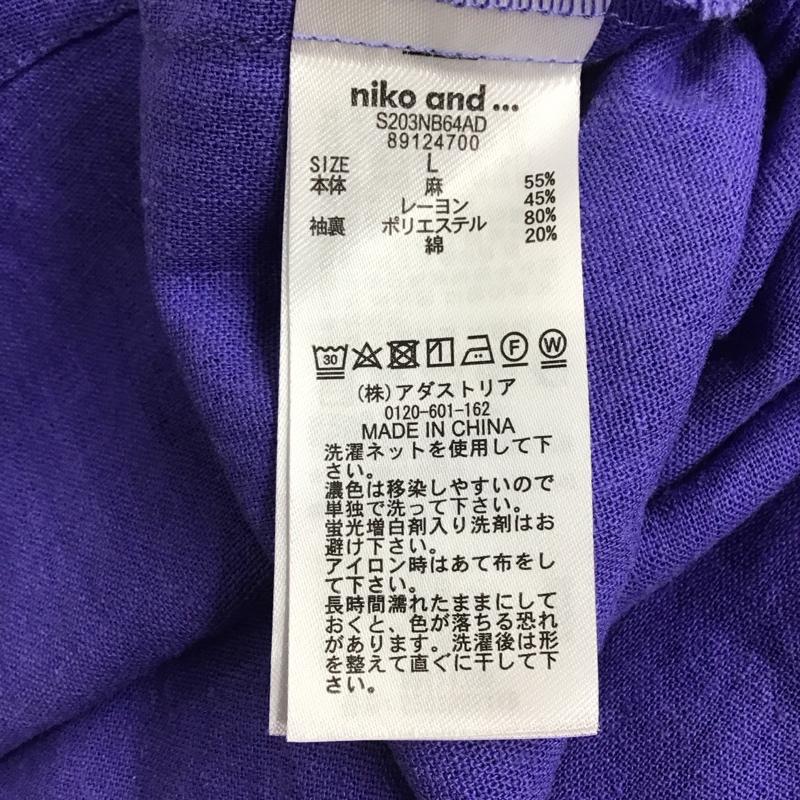 niko and ...
S203NB64AD
89124700
SIZE L
本体 麻 55%
レーヨン 45%
袖裏 ポリエステル 80%
綿 20%
30 F W
(株)アダストリア
0120-601-162
MADE IN CHINA
洗濯ネットを使用して下
さい。
濃色は移染しやすいので
単独で洗って下さい。
蛍光増白剤入り洗剤はお
避け下さい。
アイロン時はあて布をし
て下さい。
長時間濡れたままにして
おくと、色が落ちる恐れ
があります。洗濯後は形
を整えて直ぐに干して下
さい。